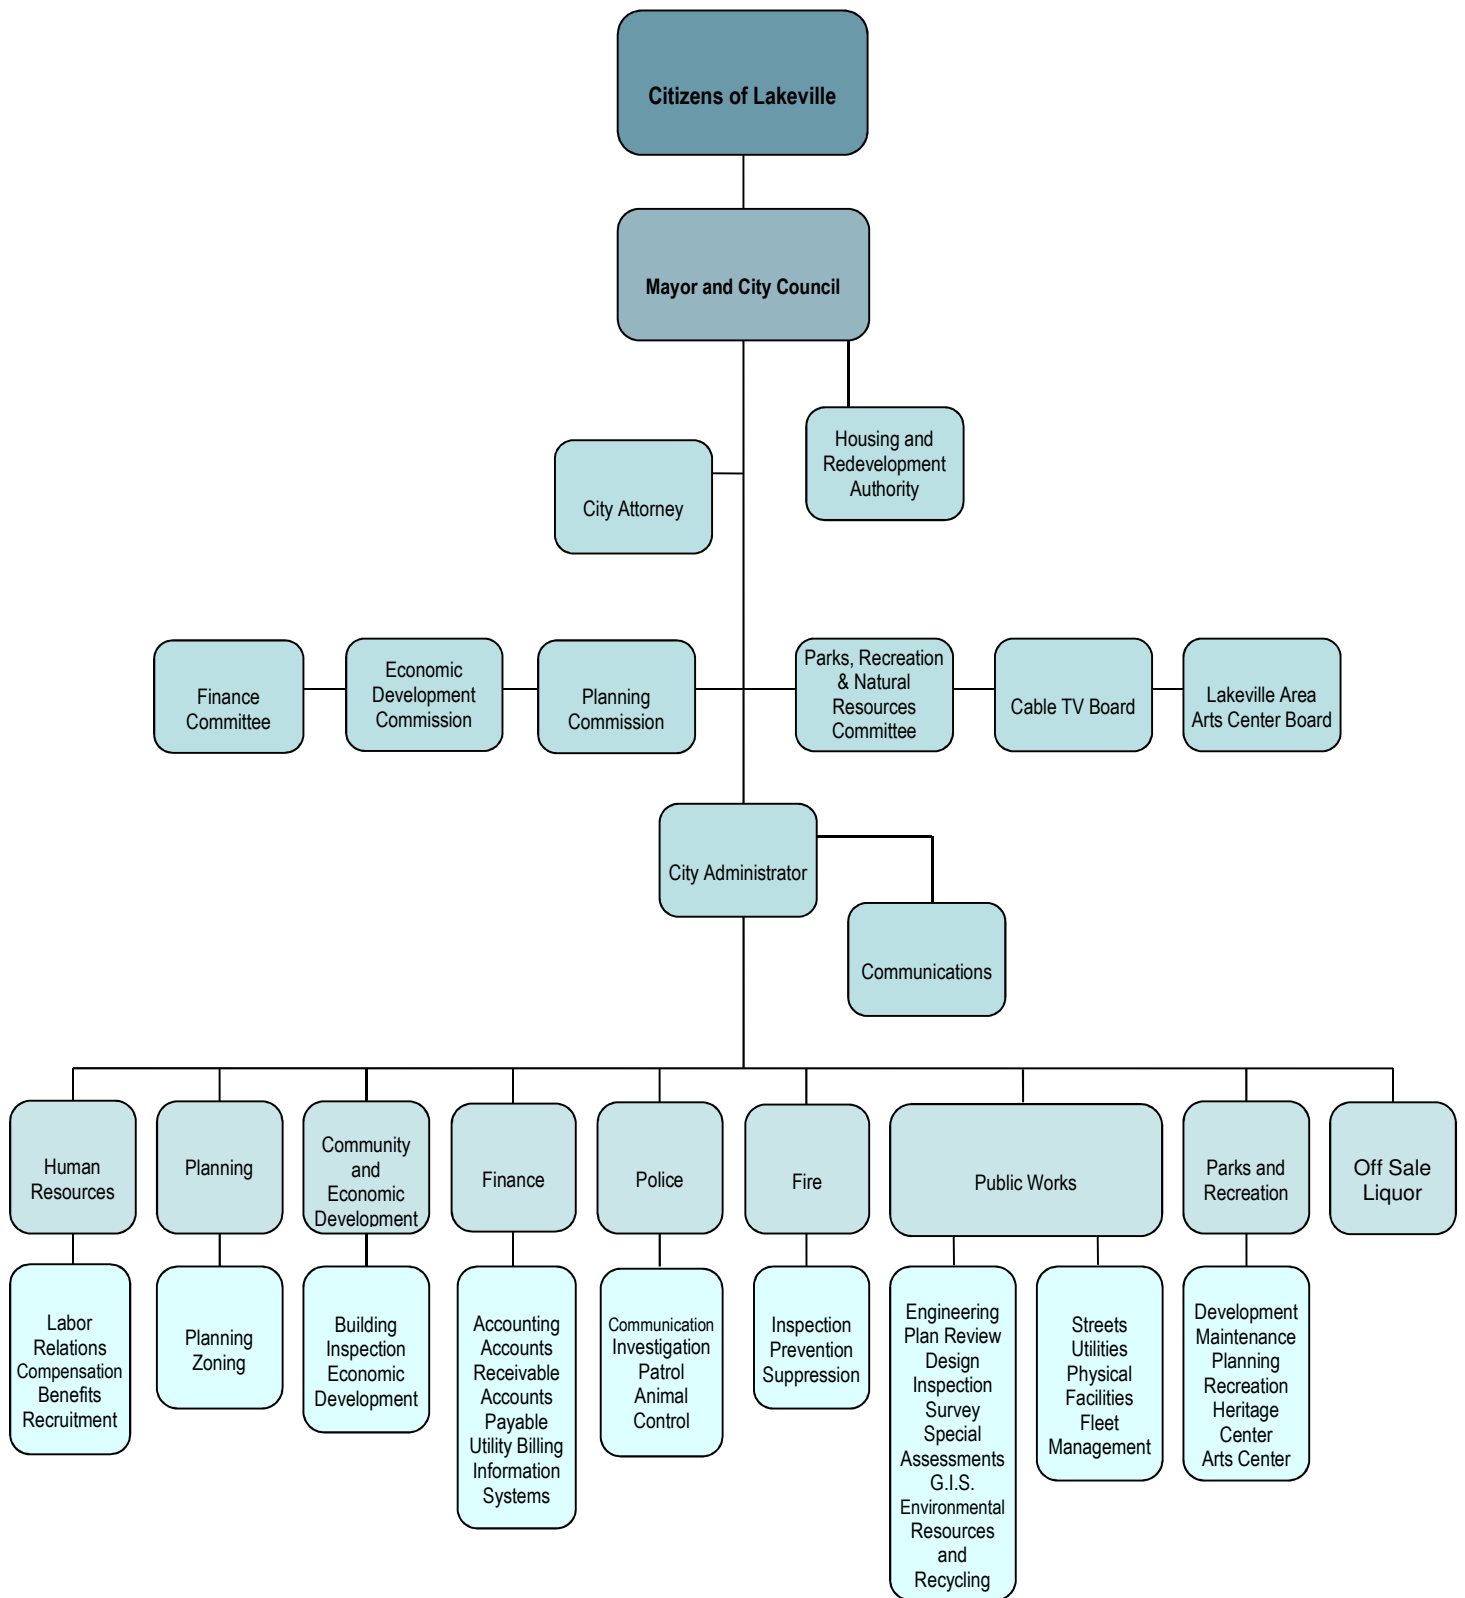 Citizens of Lakeville
Mayor and City Council
Housing and
Redevelopment
Authority
City Attorney
Finance
Committee
Economic
Development
Commission
Planning
Commission
Parks, Recreation
& Natural
Resources
Committee
Cable TV Board
Lakeville Area
Arts Center Board
City Administrator
Communications
Human
Resources
Planning
Community
and
Economic
Development
Finance
Police
Fire
Public Works
Parks and
Recreation
Off Sale
Liquor
Labor
Relations
Compensation
Benefits
Recruitment
Planning
Zoning
Building
Inspection
Economic
Development
Accounting
Accounts
Receivable
Accounts
Payable
Utility Billing
Information
Systems
Communication
Investigation
Patrol
Animal
Control
Inspection
Prevention
Suppression
Engineering
Plan Review
Design
Inspection
Survey
Special
Assessments
G.I.S.
Environmental
Resources
and
Recycling
Streets
Utilities
Physical
Facilities
Fleet
Management
Development
Maintenance
Planning
Recreation
Heritage
Center
Arts Center